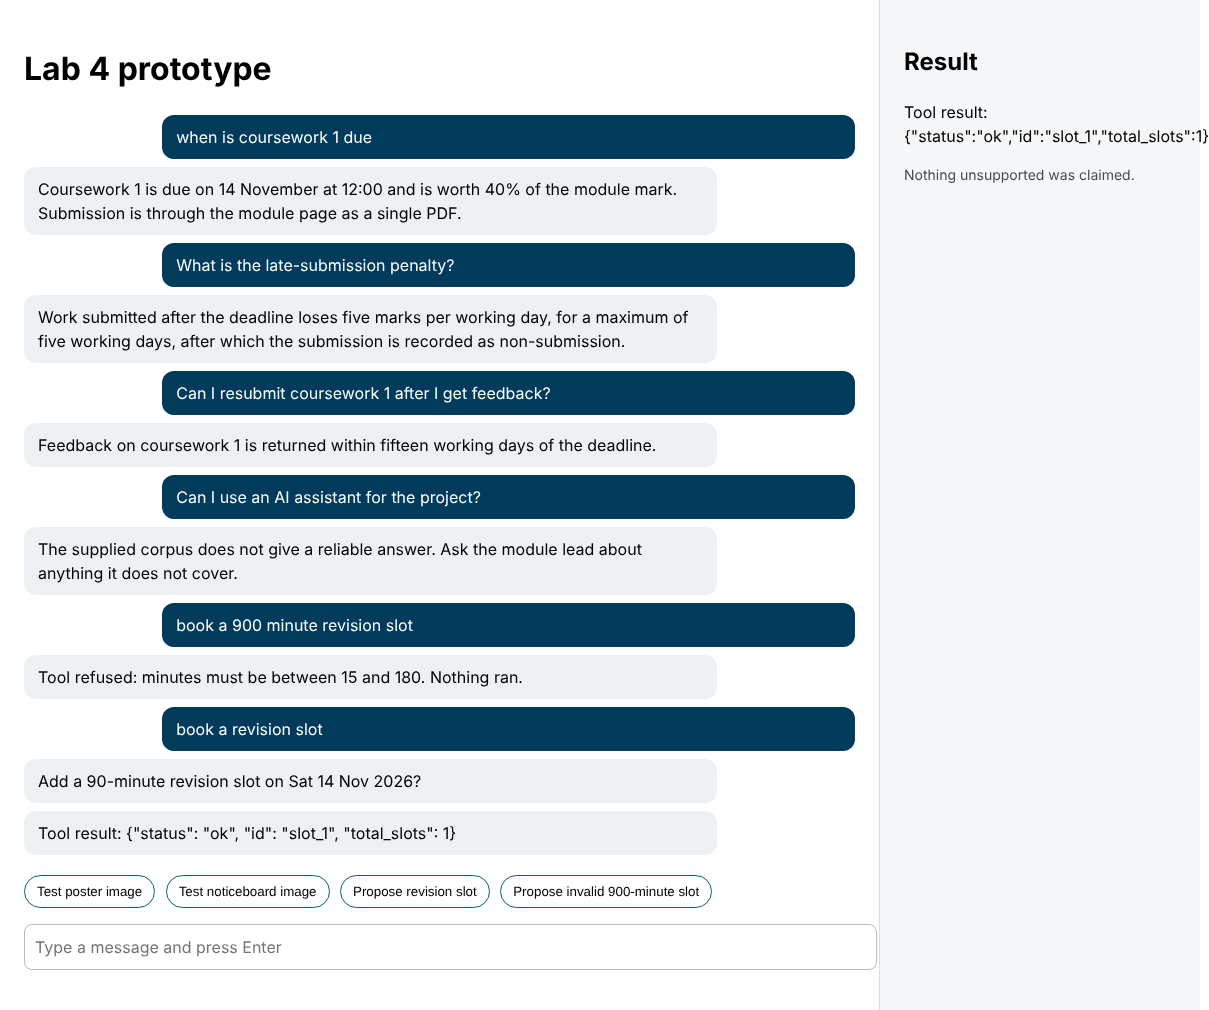 Lab 4 prototype
when is coursework 1 due
Coursework 1 is due on 14 November at 12:00 and is worth 40% of the module mark.
Submission is through the module page as a single PDF.
What is the late-submission penalty?
Work submitted after the deadline loses five marks per working day, for a maximum of
five working days, after which the submission is recorded as non-submission.
Can I resubmit coursework 1 after I get feedback?
Feedback on coursework 1 is returned within fifteen working days of the deadline.
Can I use an AI assistant for the project?
The supplied corpus does not give a reliable answer. Ask the module lead about
anything it does not cover.
book a 900 minute revision slot
Tool refused: minutes must be between 15 and 180. Nothing ran.
book a revision slot
Add a 90-minute revision slot on Sat 14 Nov 2026?
Tool result: {"status": "ok", "id": "slot_1", "total_slots": 1}
Test poster image
Test noticeboard image
Propose revision slot
Propose invalid 900-minute slot
Type a message and press Enter
Result
Tool result:
{"status":"ok","id":"slot_1","total_slots":1}
Nothing unsupported was claimed.